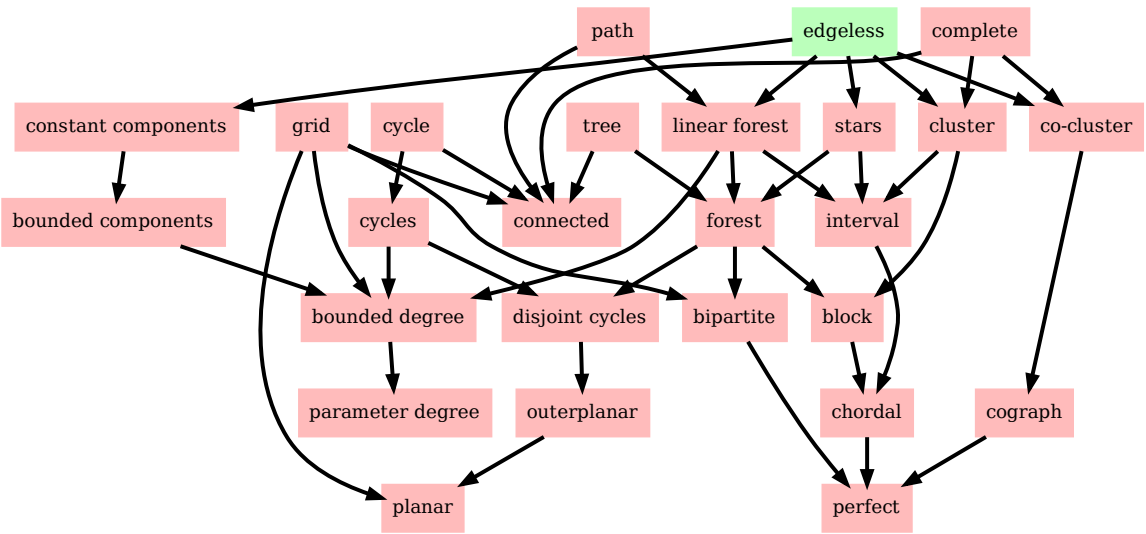 path
edgeless
complete
constant components
grid
cycle
tree
linear forest
stars
cluster
co-cluster
bounded components
cycles
connected
forest
interval
bounded degree
disjoint cycles
bipartite
block
parameter degree
outerplanar
chordal
cograph
planar
perfect